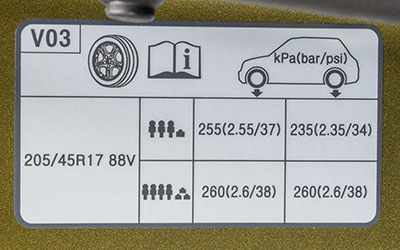 V03
i
kPa(bar/psi)
205/45R17 88V
255(2.55/37) 235(2.35/34)
260(2.6/38) 260(2.6/38)